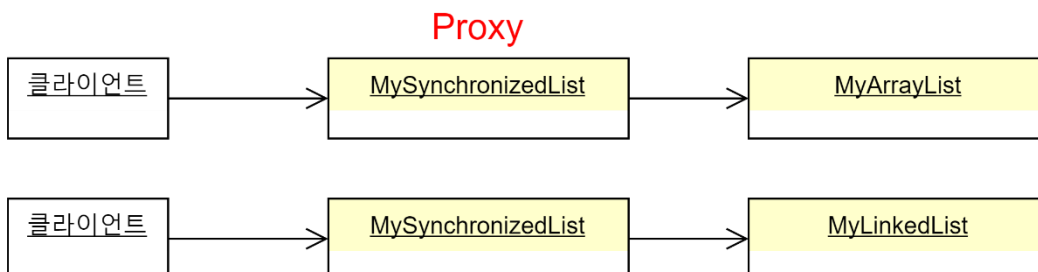 Proxy
클라이언트 MySynchronizedList MyArrayList
클라이언트 MySynchronizedList MyLinkedList